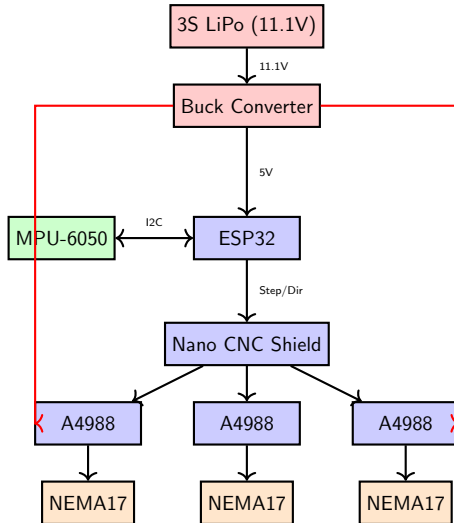 3S LiPo (11.1V)
11.1V
Buck Converter
5V
MPU-6050
I2C
ESP32
Step/Dir
Nano CNC Shield
A4988
A4988
A4988
NEMA17
NEMA17
NEMA17